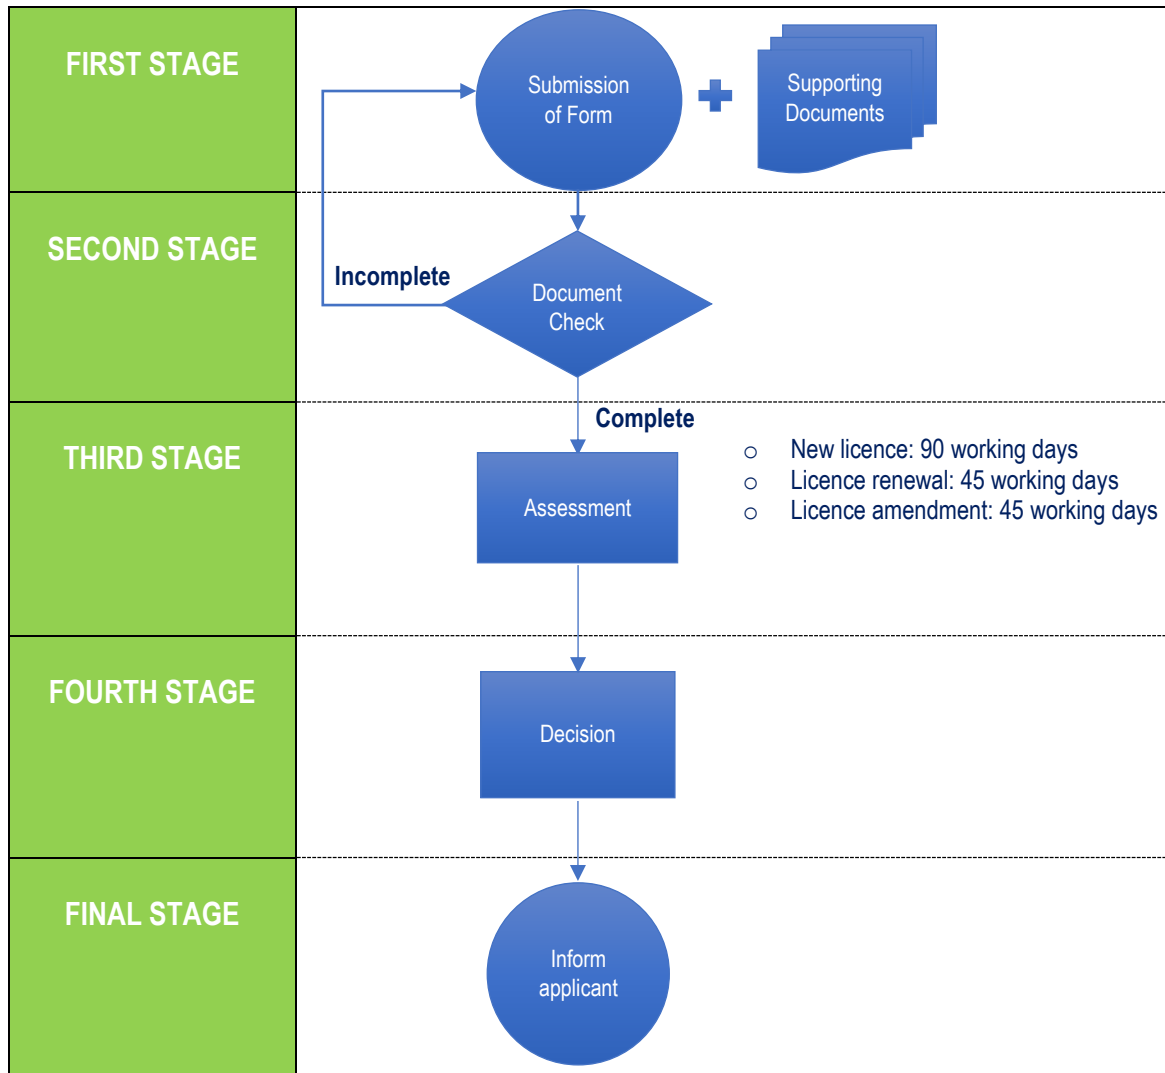 FIRST STAGE
Submission
of Form
Supporting
Documents
SECOND STAGE
Incomplete
Document
Check
THIRD STAGE
Complete
Assessment
o New licence: 90 working days
o Licence renewal: 45 working days
o Licence amendment: 45 working days
FOURTH STAGE
Decision
FINAL STAGE
Inform
applicant